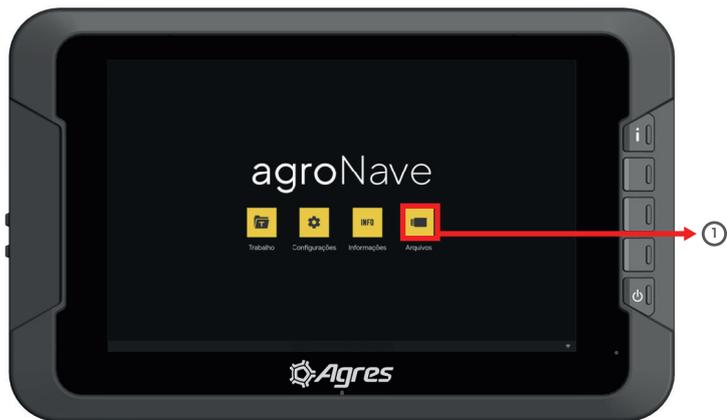 i
agroNave
INFO
Trabalho Configurações Informações Arquivos
1
Agres